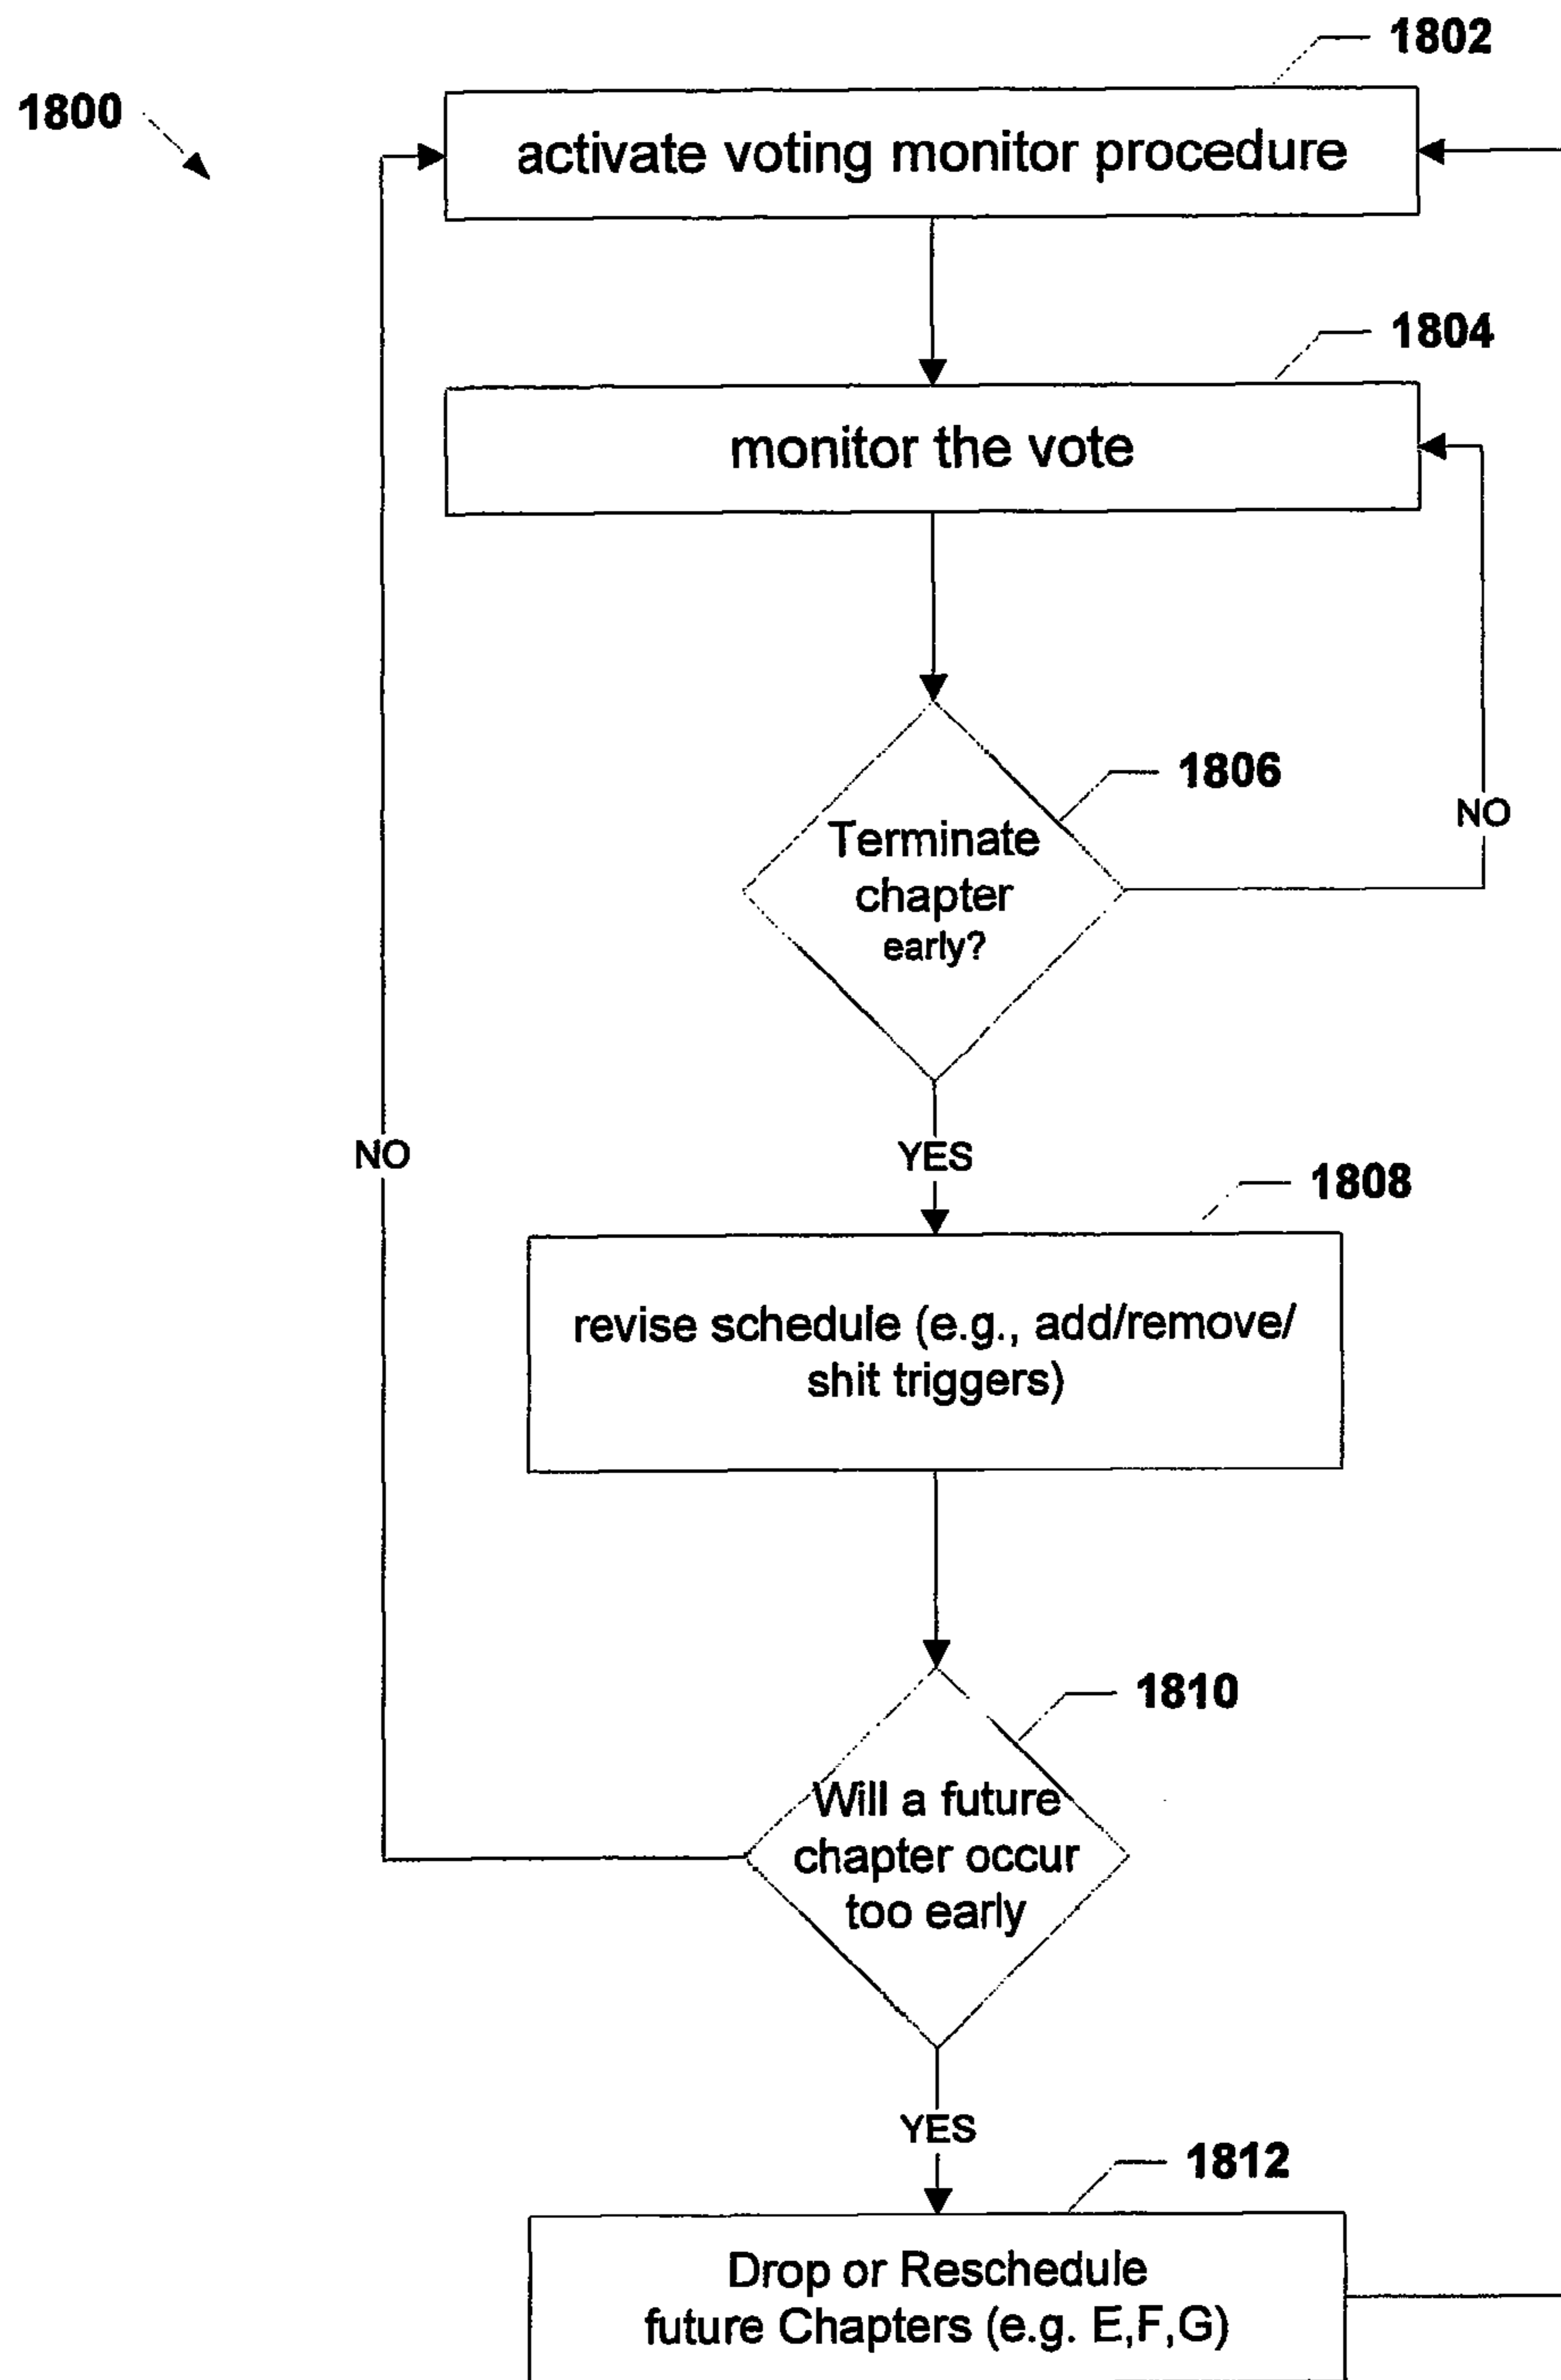 1800
1802
activate voting monitor procedure
1804
monitor the vote
1806
Terminate
chapter
early?
NO
YES
NO
1808
revise schedule (e.g., add/remove/
shit triggers)
1810
Will a future
chapter occur
too early
YES
1812
Drop or Reschedule
future Chapters (e.g. E,F,G)